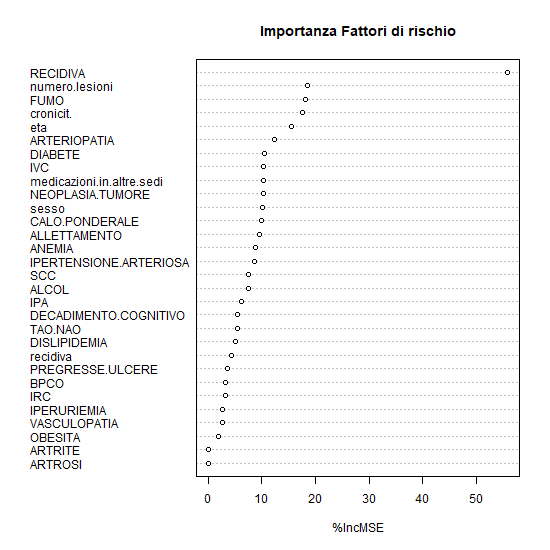 Importanza Fattori di rischio
RECIDIVA
numero.lesioni
FUMO
cronicit.
eta
ARTERIOPATIA
DIABETE
IVC
medicazioni.in.altre.sedi
NEOPLASIA.TUMORE
sesso
CALO.PONDERALE
ALLETTAMENTO
ANEMIA
IPERTENSIONE.ARTERIOSA
SCC
ALCOL
IPA
DECADIMENTO.COGNITIVO
TAO.NAO
DISLIPIDEMIA
recidiva
PREGRESSE.ULCERE
BPCO
IRC
IPERURIEMIA
VASCULOPATIA
OBESITA
ARTRITE
ARTROSI
0 10 20 30 40 50
%IncMSE